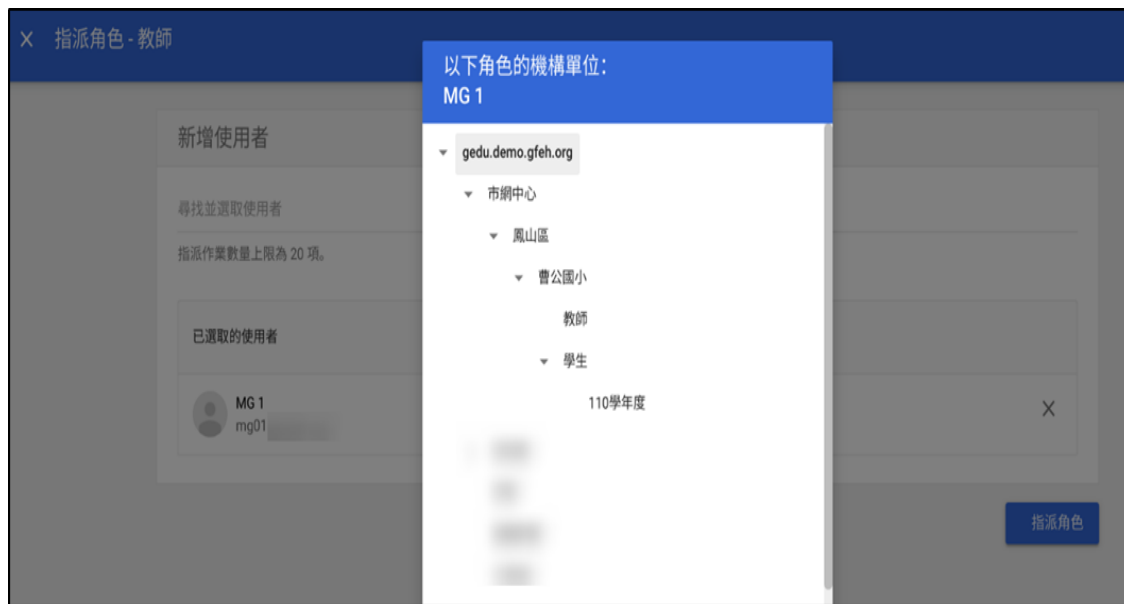 指派角色 - 教師
以下角色的機構單位：
MG 1
新增使用者
尋找並選取使用者
指派作業數量上限為 20 項。
已選取的使用者
MG 1
mg01
gedu.demo.gfeh.org
市網中心
鳳山區
曹公國小
教師
學生
110學年度
指派角色